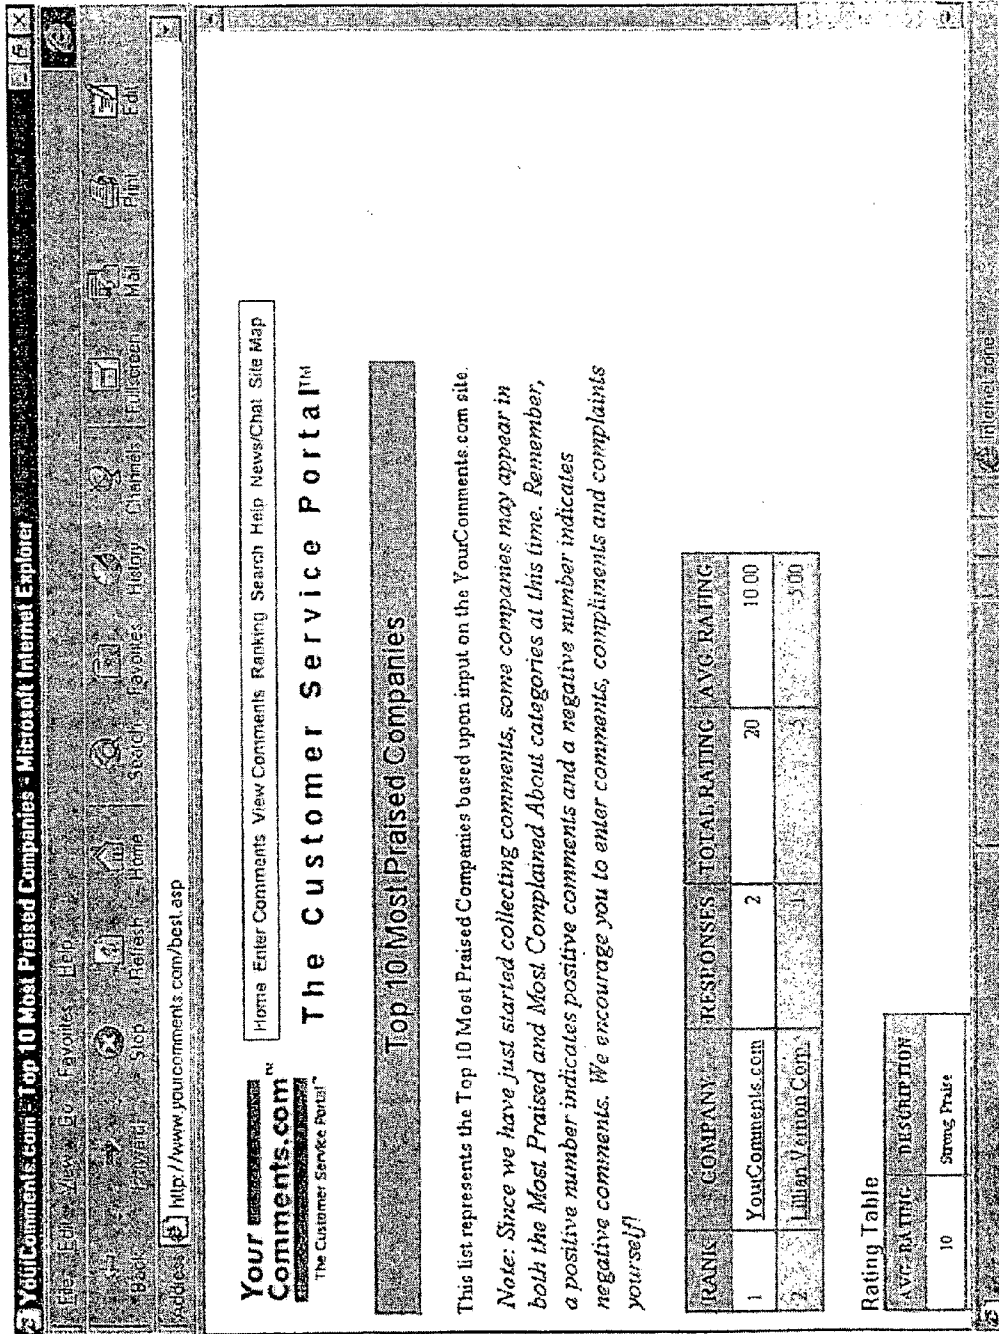 YourComments.com - Top 10 Most Praised Companies - Microsoft Internet Explorer
File Edit View Go Favorites Help
Back Forward Stop Refresh Home Search Favorites History Channels Fullscreen Mail Print Edit
Address http://www.yourcomments.com/best.asp
Your
Comments.com™
The Customer Service Portal™
Home Enter Comments View Comments Ranking Search Help News/Chat Site Map
The Customer Service Portal™
Top 10 Most Praised Companies
This list represents the Top 10 Most Praised Companies based upon input on the YourComments.com site.
Note: Since we have just started collecting comments, some companies may appear in
both the Most Praised and Most Complained About categories at this time. Remember,
a positive number indicates positive comments and a negative number indicates
negative comments. We encourage you to enter comments, compliments and complaints
yourself!
RANK COMPANY RESPONSES TOTAL RATING AVG. RATING
1 YourComments.com 2 20 10.00
2 Lillian Vernon Corp. 1
Rating Table
AVG. RATING DESCRIPTION
10 Strong Praise
Internet zone